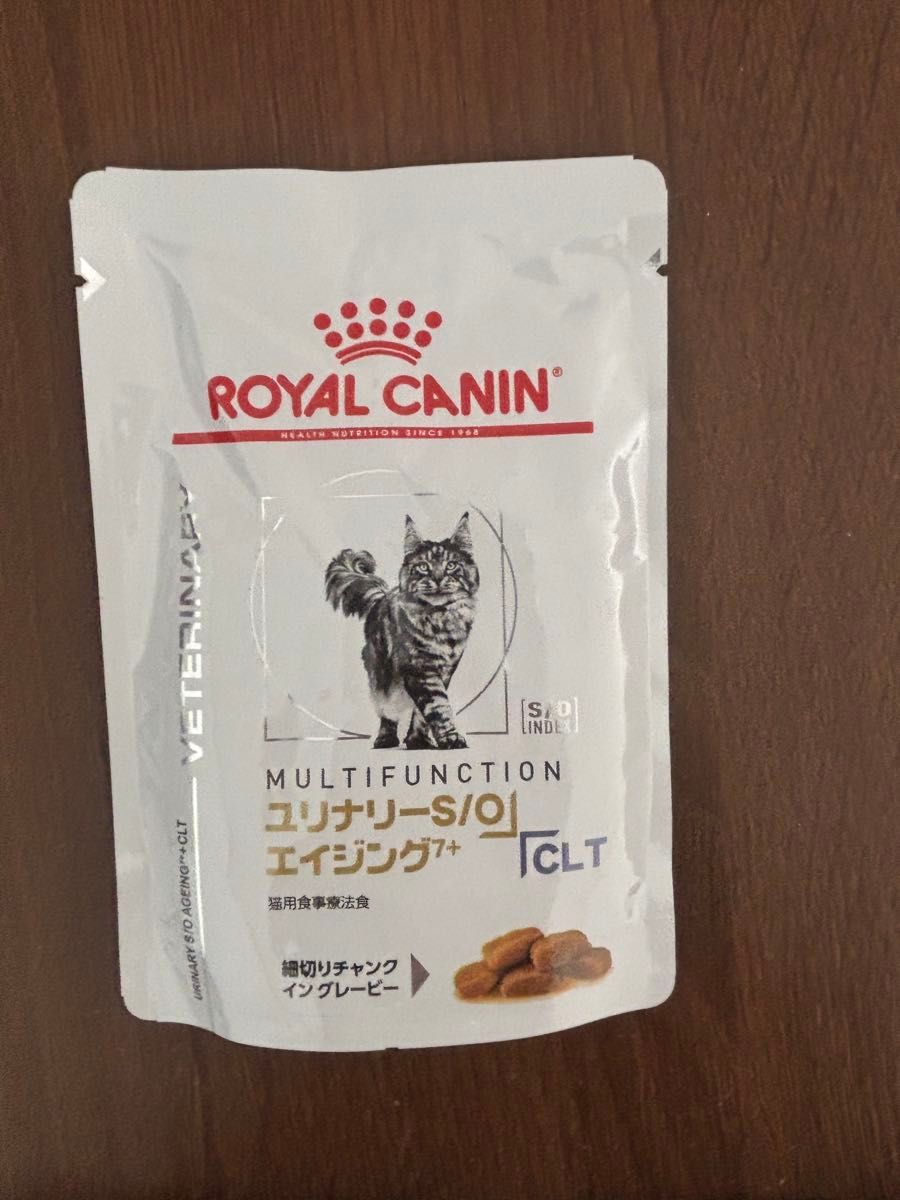 ROYAL CANIN®
HEALTH NUTRITION SINCE 1968
VETERINARY
S/O
INDEX
MULTIFUNCTION
ユリナリーS/O
エイジング7+
CLT
猫用食事療法食
URINARY S/O AGEING7+ + CLT
細切りチャンク
イン グレービー